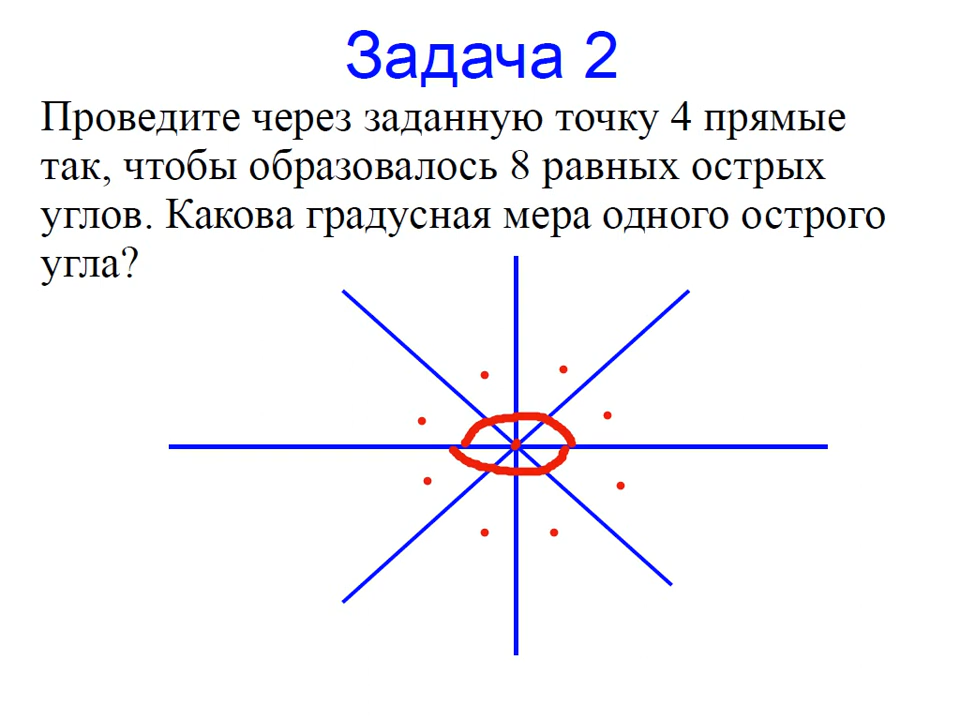 Задача 2
Проведите через заданную точку 4 прямые
так, чтобы образовалось 8 равных острых
углов. Какова градусная мера одного острого
угла?